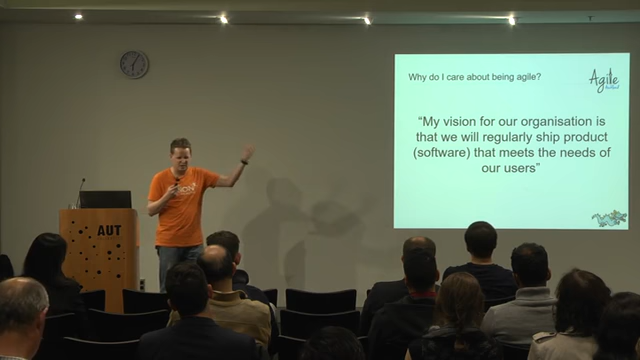 Why do I care about being agile?
Agile
“My vision for our organisation is
that we will regularly ship product
(software) that meets the needs of
our users”
AUT